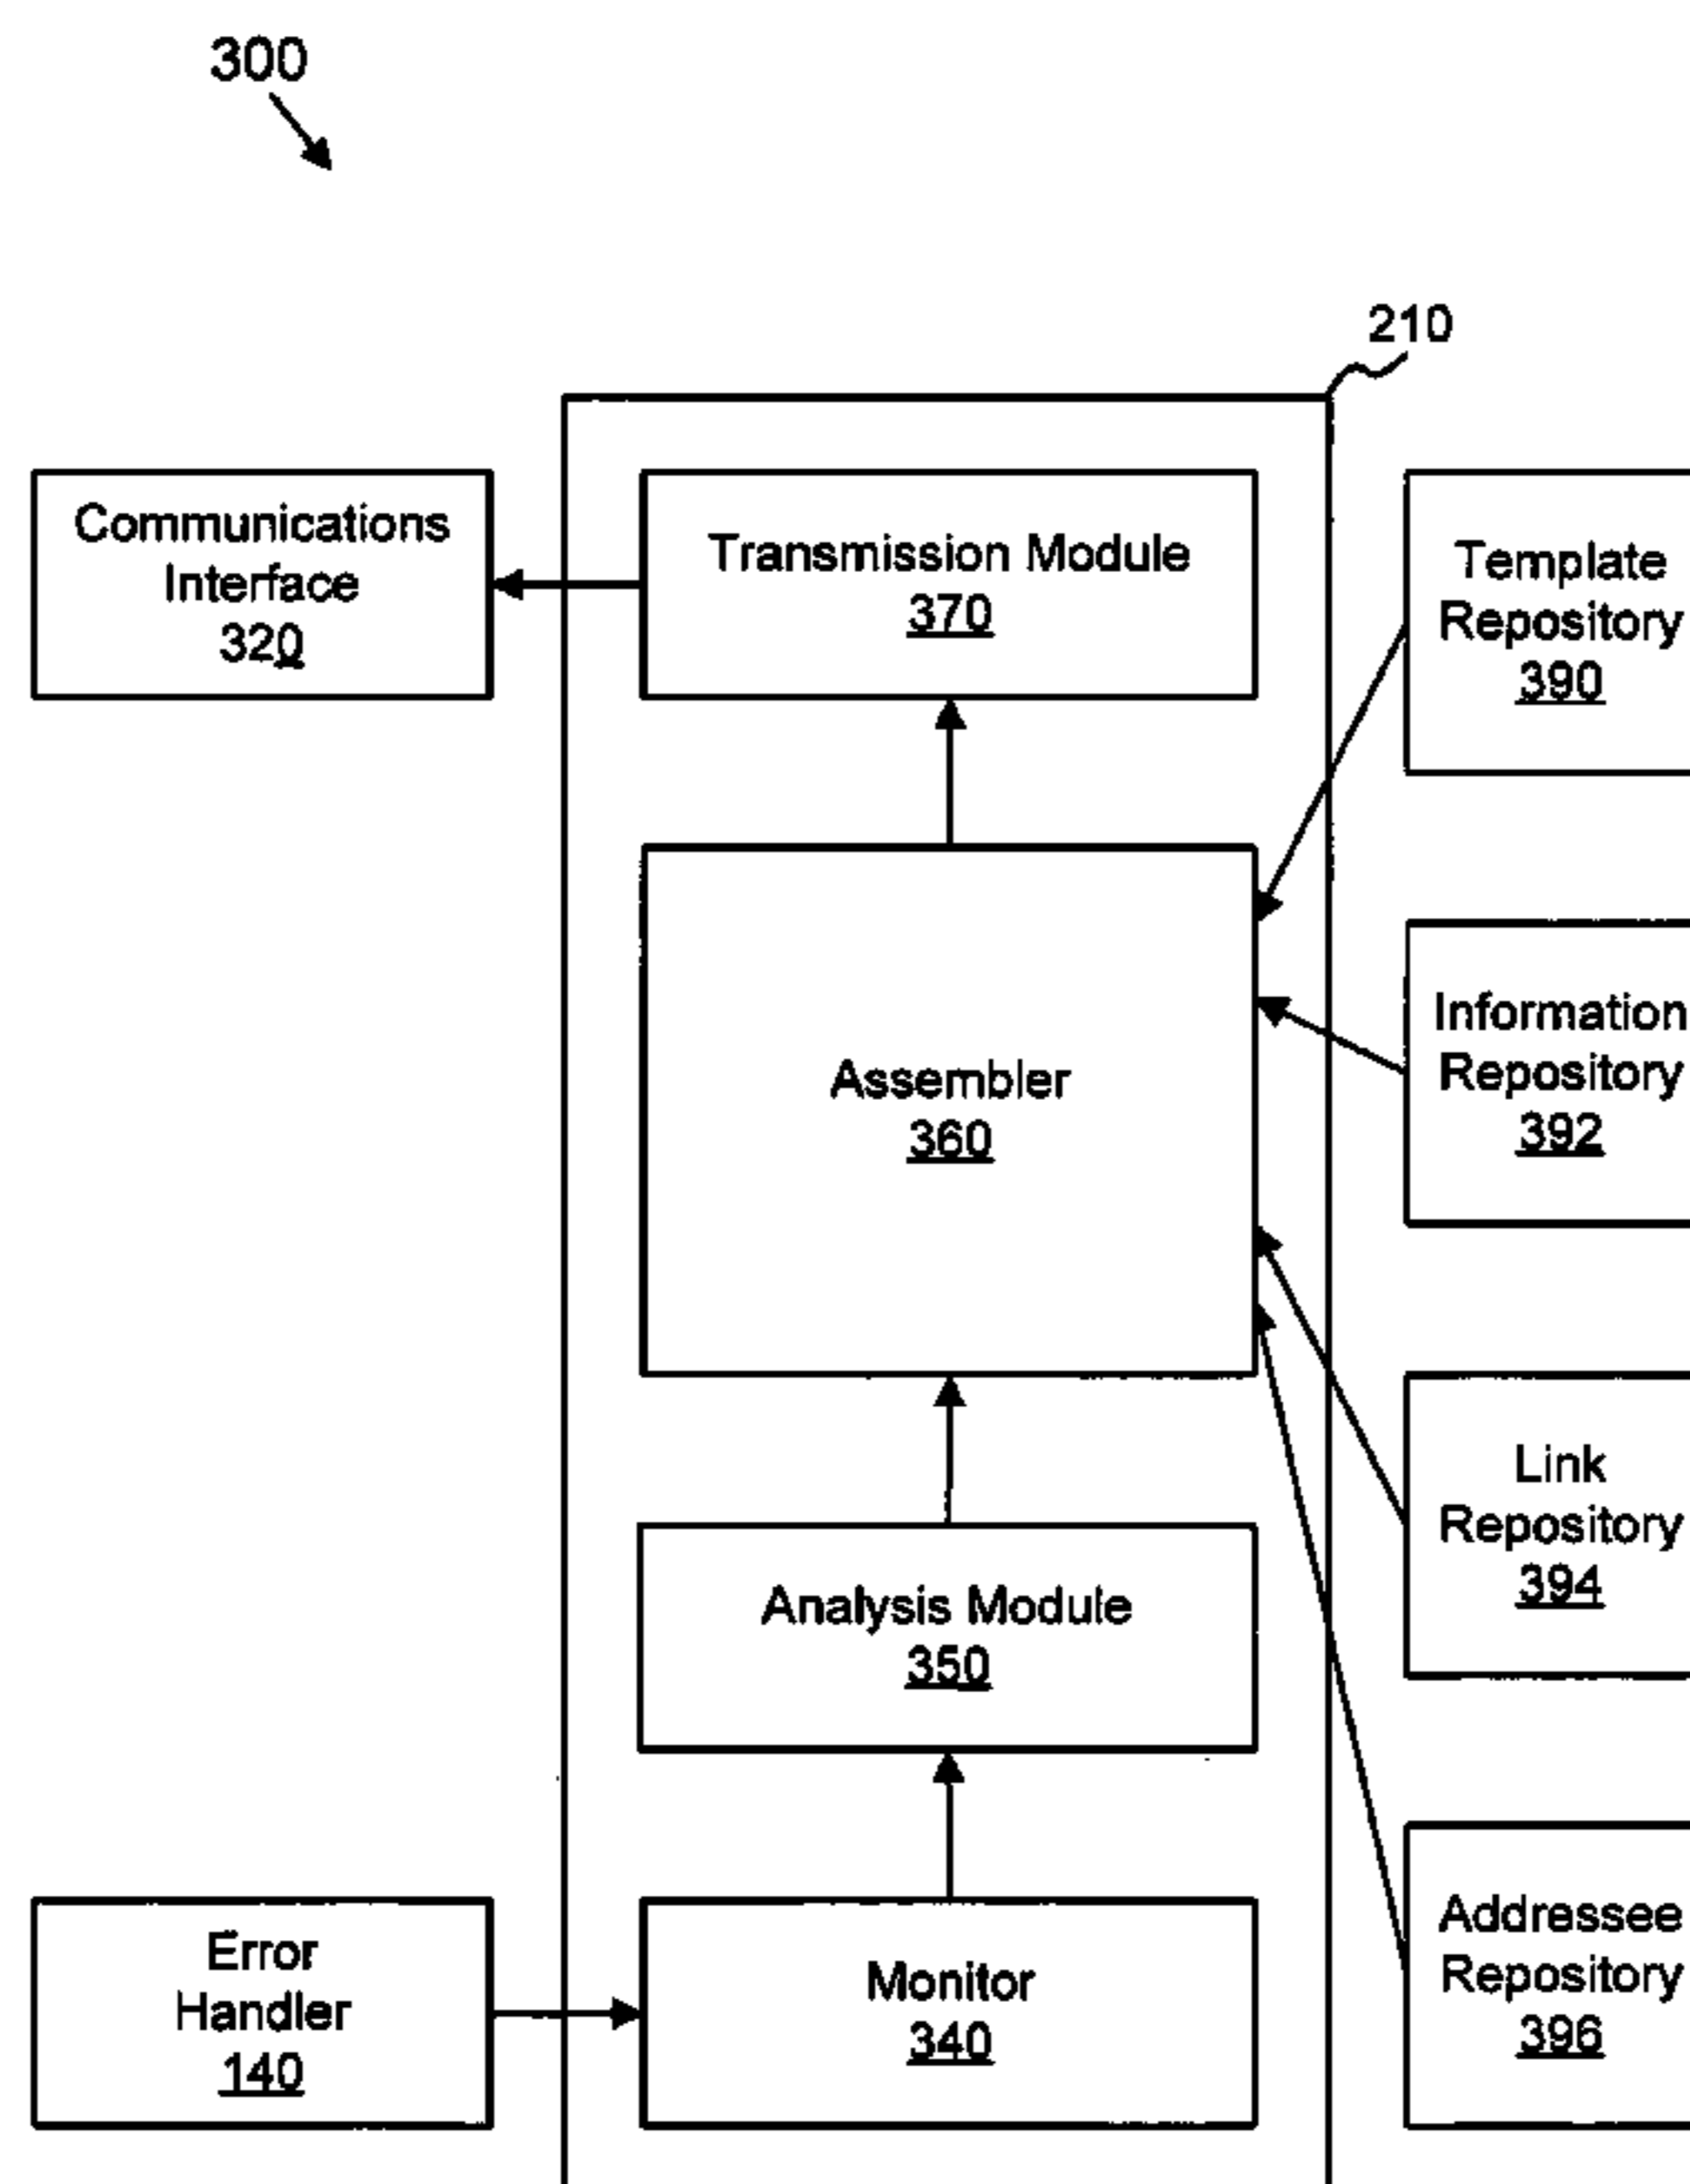 300
210
Communications
Interface
320
Transmission Module
370
Template
Repository
390
Assembler
360
Information
Repository
392
Link
Repository
394
Analysis Module
350
Error
Handler
140
Monitor
340
Addressee
Repository
396